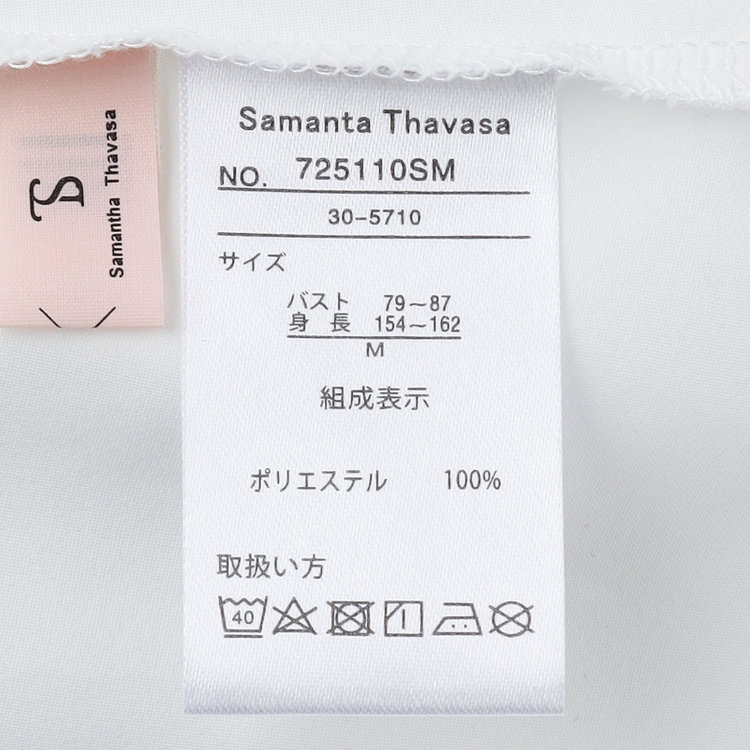 Samantha Thavasa
Samanta Thavasa
NO. 725110SM
30-5710
サイズ
バスト 79〜87
身 長 154〜162
M
組成表示
ポリエステル 100%
取扱い方
40